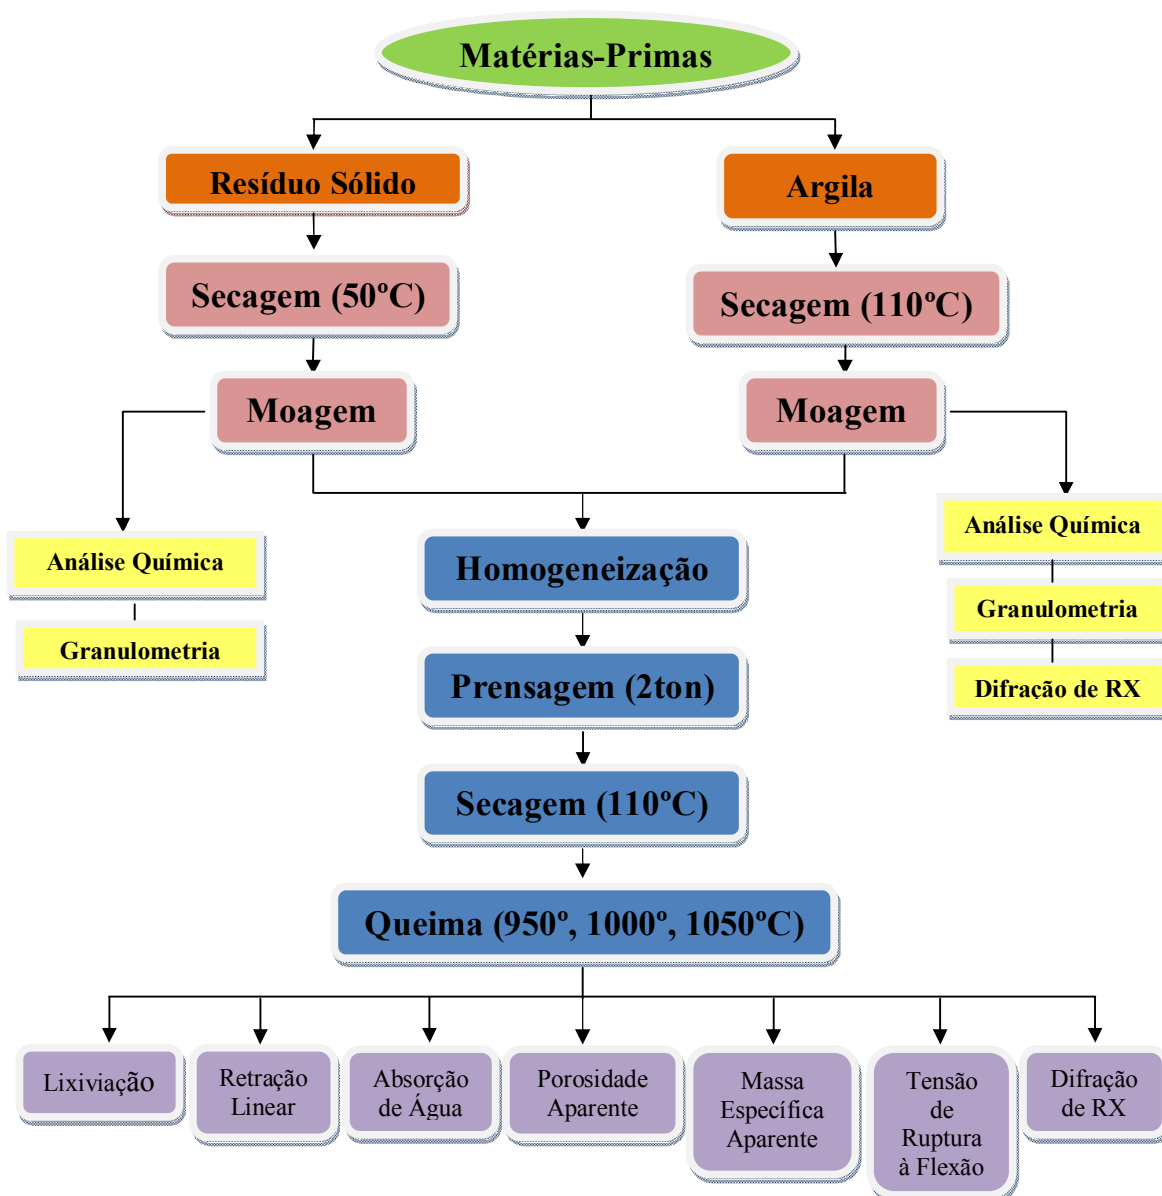 Matérias-Primas
Resíduo Sólido
Argila
Secagem (50ºC)
Secagem (110ºC)
Moagem
Moagem
Análise Química
Granulometria
Análise Química
Granulometria
Difração de RX
Homogeneização
Prensagem (2ton)
Secagem (110ºC)
Queima (950º, 1000º, 1050ºC)
Lixiviação
Retração
Linear
Absorção
de Água
Porosidade
Aparente
Massa
Específica
Aparente
Tensão
de
Ruptura
à Flexão
Difração
de RX